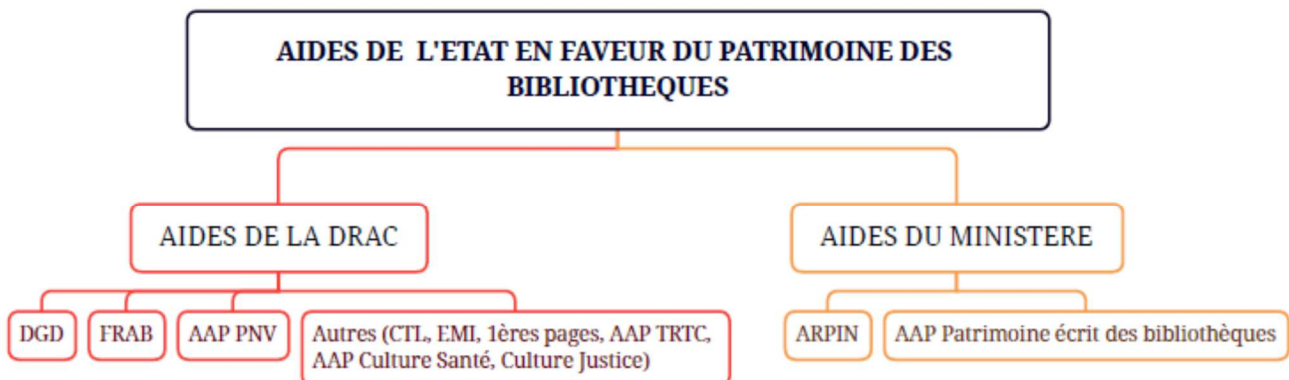 AIDES DE L'ETAT EN FAVEUR DU PATRIMOINE DES
BIBLIOTHEQUES
AIDES DE LA DRAC
AIDES DU MINISTERE
DGD
FRAB
AAP PNV
Autres (CTL, EMI, 1ères pages, AAP TRTC,
AAP Culture Santé, Culture Justice)
ARPIN
AAP Patrimoine écrit des bibliothèques